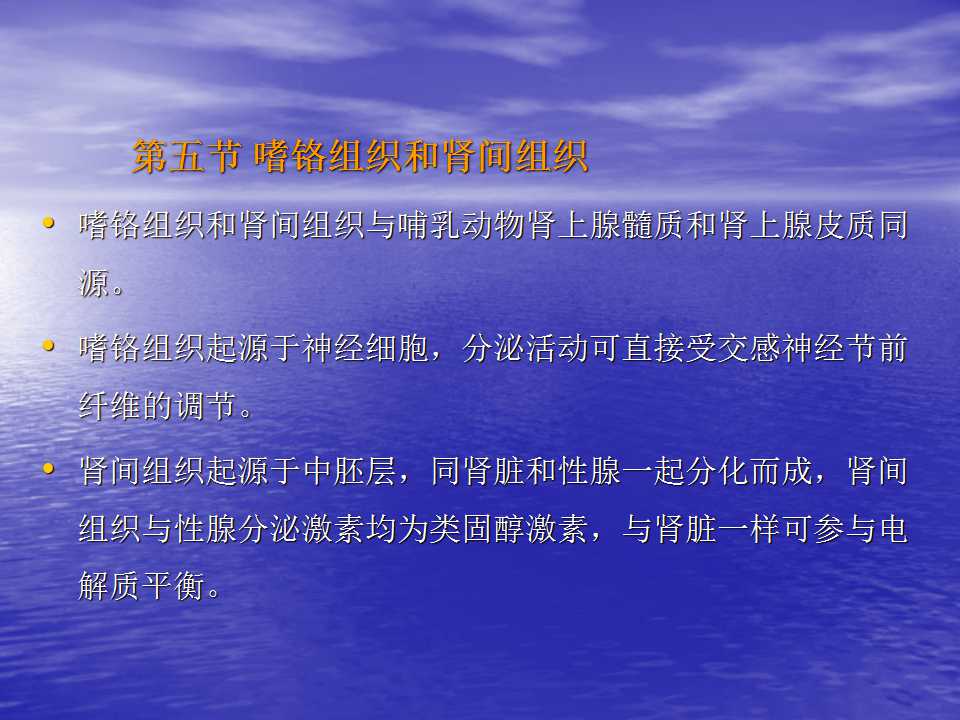 第五节 嗜铬组织和肾间组织
• 嗜铬组织和肾间组织与哺乳动物肾上腺髓质和肾上腺皮质同
源。
• 嗜铬组织起源于神经细胞，分泌活动可直接受交感神经节前
纤维的调节。
• 肾间组织起源于中胚层，同肾脏和性腺一起分化而成，肾间
组织与性腺分泌激素均为类固醇激素，与肾脏一样可参与电
解质平衡。